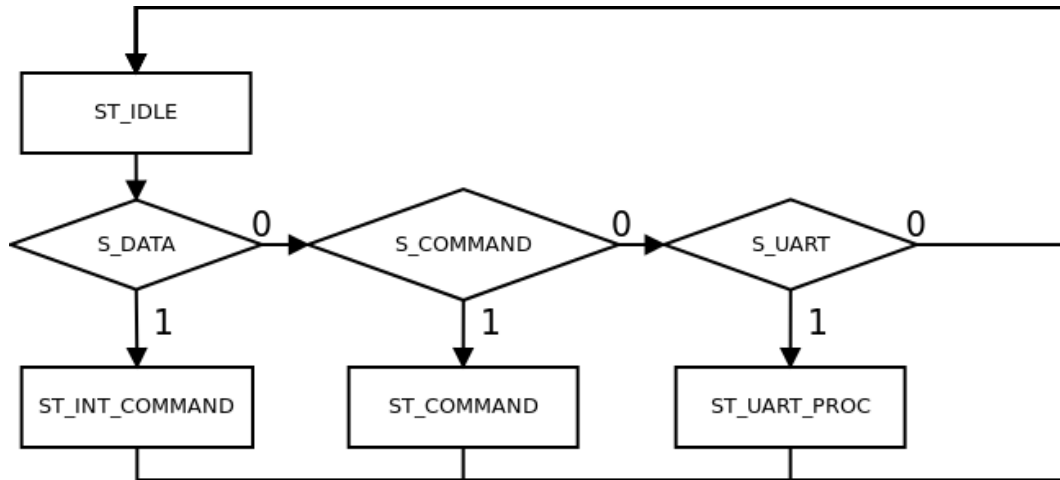 ST_IDLE
S_DATA
0
S_COMMAND
0
S_UART
0
1
1
1
ST_INT_COMMAND
ST_COMMAND
ST_UART_PROC